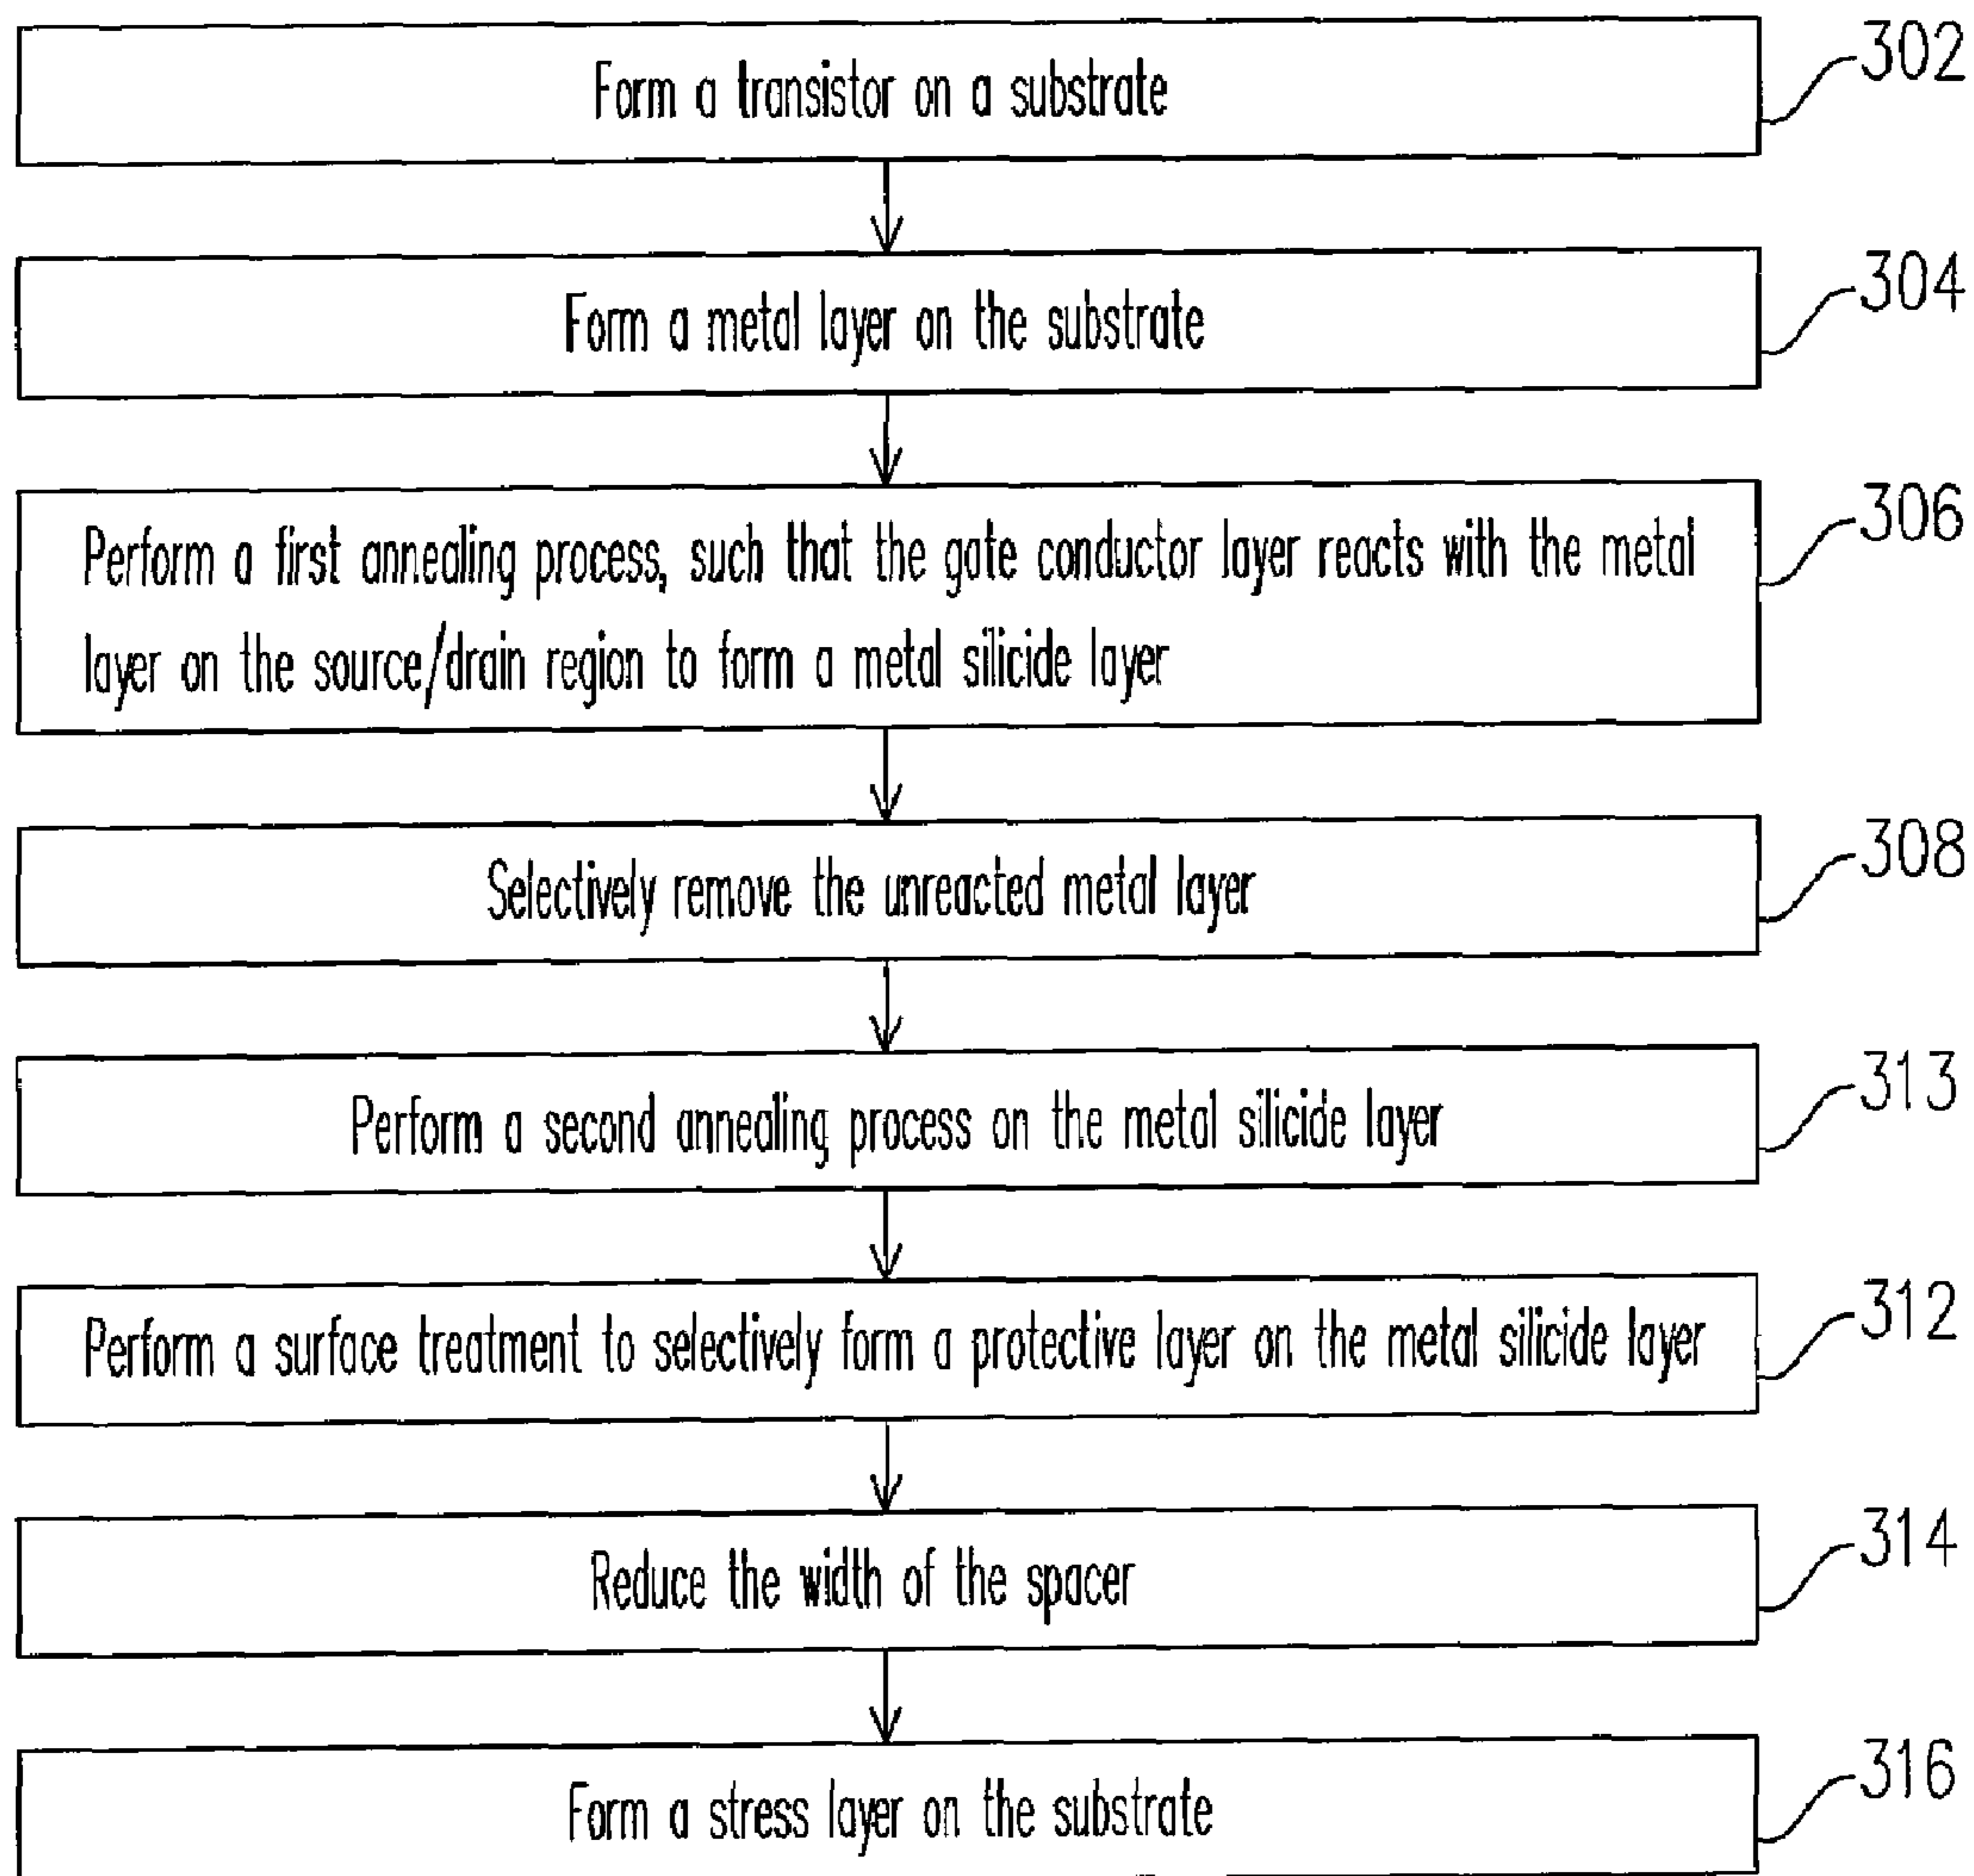 Form a transistor on a substrate
302
Form a metal layer on the substrate
304
Perform a first annealing process, such that the gate conductor layer reacts with the metal
layer on the source/drain region to form a metal silicide layer
306
Selectively remove the unreacted metal layer
308
Perform a second annealing process on the metal silicide layer
313
Perform a surface treatment to selectively form a protective layer on the metal silicide layer
312
Reduce the width of the spacer
314
Form a stress layer on the substrate
316